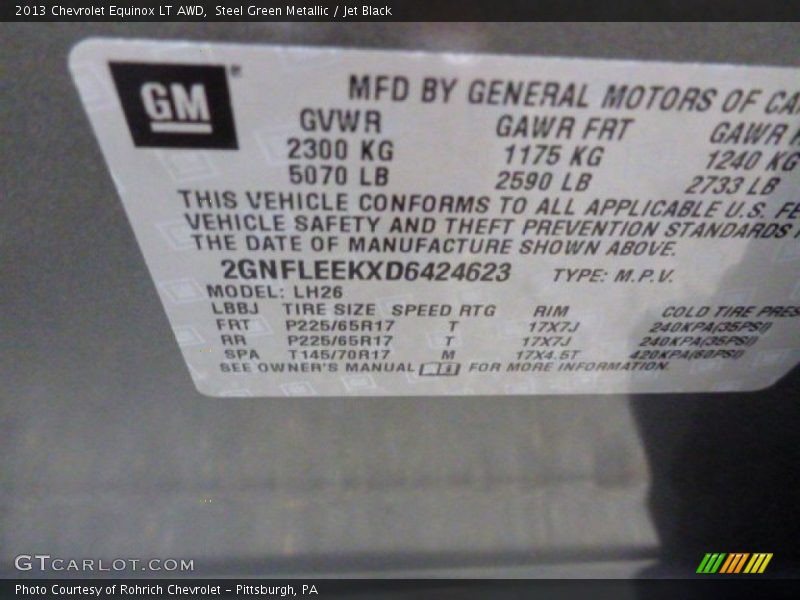 2013 Chevrolet Equinox LT AWD, Steel Green Metallic / Jet Black
GM
MFD BY GENERAL MOTORS OF CA
GVWR GAWR FRT GAWR
2300 KG 1175 KG 1240 KG
5070 LB 2590 LB 2733 LB
THIS VEHICLE CONFORMS TO ALL APPLICABLE U.S. FE
VEHICLE SAFETY AND THEFT PREVENTION STANDARDS
THE DATE OF MANUFACTURE SHOWN ABOVE.
2GNFLEEKXD6424623 TYPE: M.P.V.
MODEL: LH26
LBBJ TIRE SIZE SPEED RTG RIM COLD TIRE PRES
FRT P225/65R17 T 17X7J 240KPA(35PSI)
RR P225/65R17 T 17X7J 240KPA(35PSI)
SPA T145/70R17 M 17X4.5T 420KPA(60PSI)
SEE OWNER'S MANUAL FOR MORE INFORMATION.
GTCARLOT.COM
Photo Courtesy of Rohrich Chevrolet - Pittsburgh, PA